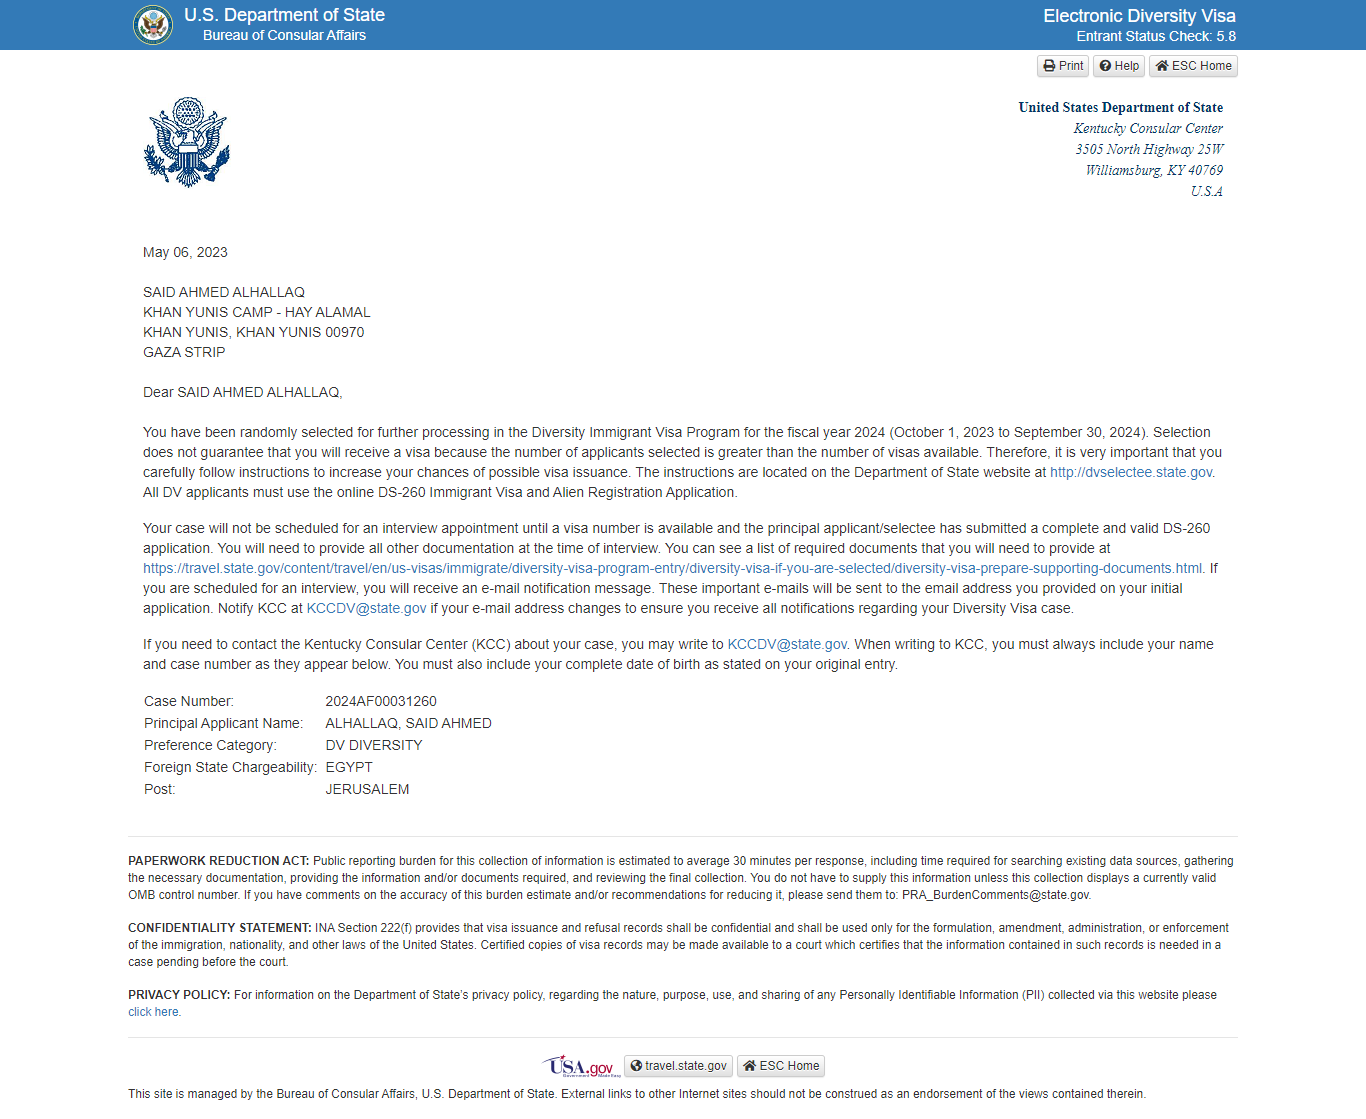 U.S. Department of State
Bureau of Consular Affairs
Electronic Diversity Visa
Entrant Status Check: 5.8
Print Help ESC Home
United States Department of State
Kentucky Consular Center
3505 North Highway 25W
Williamsburg, KY 40769
U.S.A
May 06, 2023
SAID AHMED ALHALLAQ
KHAN YUNIS CAMP - HAY ALAMAL
KHAN YUNIS, KHAN YUNIS 00970
GAZA STRIP
Dear SAID AHMED ALHALLAQ,
You have been randomly selected for further processing in the Diversity Immigrant Visa Program for the fiscal year 2024 (October 1, 2023 to September 30, 2024). Selection
does not guarantee that you will receive a visa because the number of applicants selected is greater than the number of visas available. Therefore, it is very important that you
carefully follow instructions to increase your chances of possible visa issuance. The instructions are located on the Department of State website at http://dvselectee.state.gov.
All DV applicants must use the online DS-260 Immigrant Visa and Alien Registration Application.
Your case will not be scheduled for an interview appointment until a visa number is available and the principal applicant/selectee has submitted a complete and valid DS-260
application. You will need to provide all other documentation at the time of interview. You can see a list of required documents that you will need to provide at
https://travel.state.gov/content/travel/en/us-visas/immigrate/diversity-visa-program-entry/diversity-visa-if-you-are-selected/diversity-visa-prepare-supporting-documents.html. If
you are scheduled for an interview, you will receive an e-mail notification message. These important e-mails will be sent to the email address you provided on your initial
application. Notify KCC at KCCDV@state.gov if your e-mail address changes to ensure you receive all notifications regarding your Diversity Visa case.
If you need to contact the Kentucky Consular Center (KCC) about your case, you may write to KCCDV@state.gov. When writing to KCC, you must always include your name
and case number as they appear below. You must also include your complete date of birth as stated on your original entry.
Case Number: 2024AF00031260
Principal Applicant Name: ALHALLAQ, SAID AHMED
Preference Category: DV DIVERSITY
Foreign State Chargeability: EGYPT
Post: JERUSALEM
PAPERWORK REDUCTION ACT: Public reporting burden for this collection of information is estimated to average 30 minutes per response, including time required for searching existing data sources, gathering
the necessary documentation, providing the information and/or documents required, and reviewing the final collection. You do not have to supply this information unless this collection displays a currently valid
OMB control number. If you have comments on the accuracy of this burden estimate and/or recommendations for reducing it, please send them to: PRA_BurdenComments@state.gov.
CONFIDENTIALITY STATEMENT: INA Section 222(f) provides that visa issuance and refusal records shall be confidential and shall be used only for the formulation, amendment, administration, or enforcement
of the immigration, nationality, and other laws of the United States. Certified copies of visa records may be made available to a court which certifies that the information contained in such records is needed in a
case pending before the court.
PRIVACY POLICY: For information on the Department of State's privacy policy, regarding the nature, purpose, use, and sharing of any Personally Identifiable Information (PII) collected via this website please
click here.
USA.gov travel.state.gov ESC Home
Government Made Easy
This site is managed by the Bureau of Consular Affairs, U.S. Department of State. External links to other Internet sites should not be construed as an endorsement of the views contained therein.